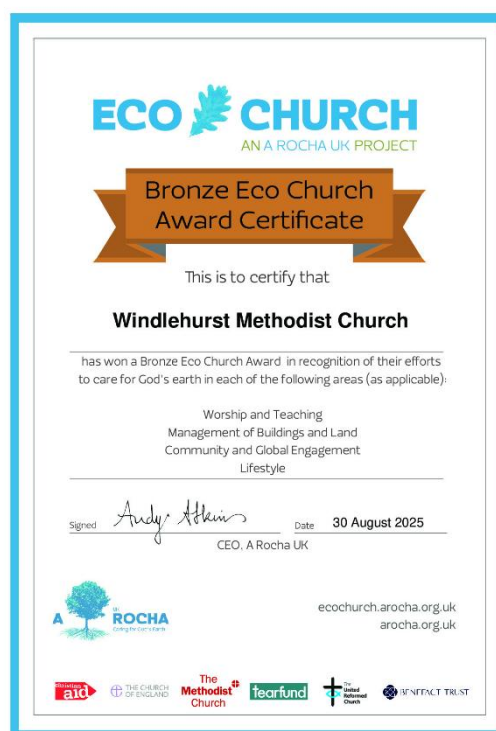 ECO CHURCH
AN A ROCHA UK PROJECT
Bronze Eco Church
Award Certificate
This is to certify that
Windlehurst Methodist Church
has won a Bronze Eco Church Award in recognition of their efforts
to care for God's earth in each of the following areas (as applicable):
Worship and Teaching
Management of Buildings and Land
Community and Global Engagement
Lifestyle
Signed Andy Atkins Date 30 August 2025
CEO, A Rocha UK
A ROCHA
Caring for God's Earth
ecochurch.arocha.org.uk
arocha.org.uk
christian aid
THE CHURCH
OF ENGLAND
The
Methodist
Church
tearfund
The
United
Reformed
Church
BENEFACT TRUST